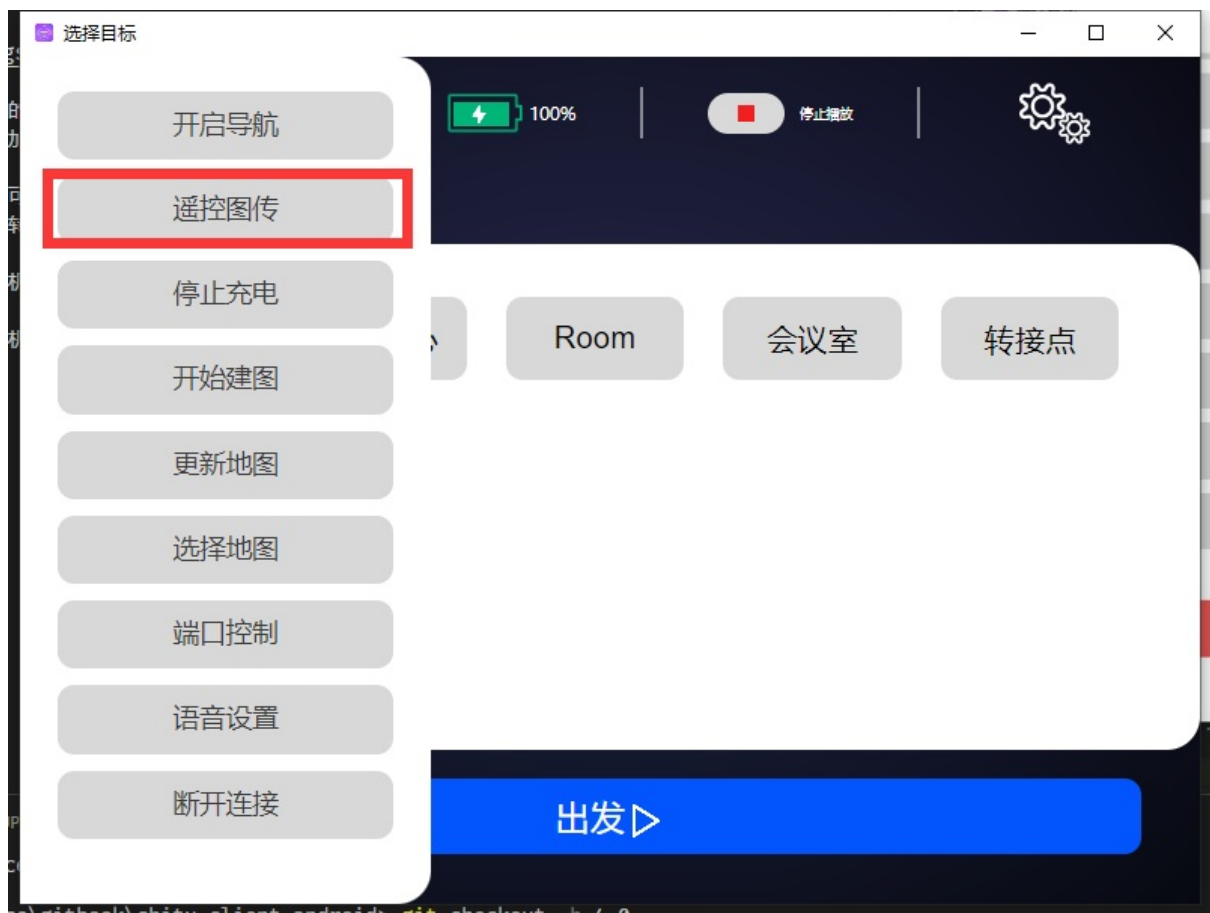 选择目标
开启导航
100%
停止播放
遥控图传
停止充电
Room
会议室
转接点
开始建图
更新地图
选择地图
端口控制
语音设置
断开连接
出发
git checkout